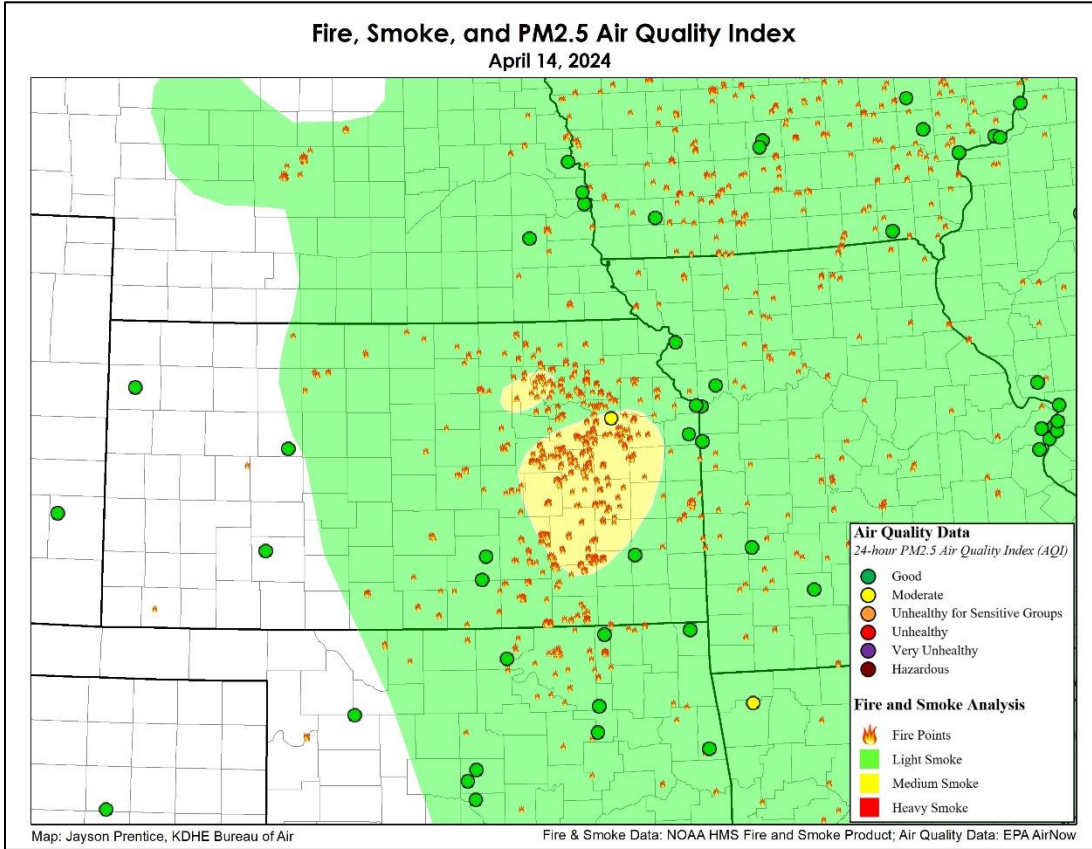 Fire, Smoke, and PM2.5 Air Quality Index
April 14, 2024
Air Quality Data
24-hour PM2.5 Air Quality Index (AQI)
Good
Moderate
Unhealthy for Sensitive Groups
Unhealthy
Very Unhealthy
Hazardous
Fire and Smoke Analysis
Fire Points
Light Smoke
Medium Smoke
Heavy Smoke
Map: Jayson Prentice, KDHE Bureau of Air
Fire & Smoke Data: NOAA HMS Fire and Smoke Product; Air Quality Data: EPA AirNow